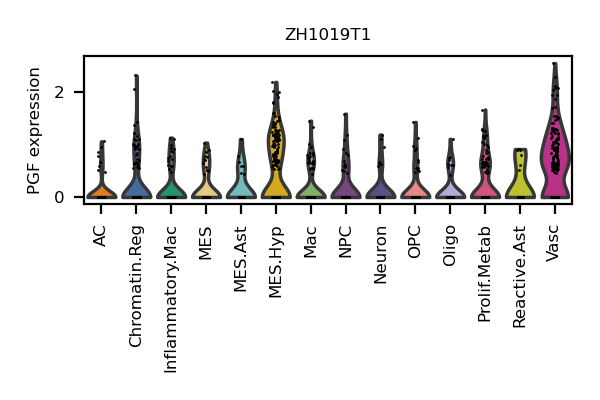 ZH1019T1
PGF expression
2
0
AC
Chromatin.Reg
Inflammatory.Mac
MES
MES.Ast
MES.Hyp
Mac
NPC
Neuron
OPC
Oligo
Prolif.Metab
Reactive.Ast
Vasc